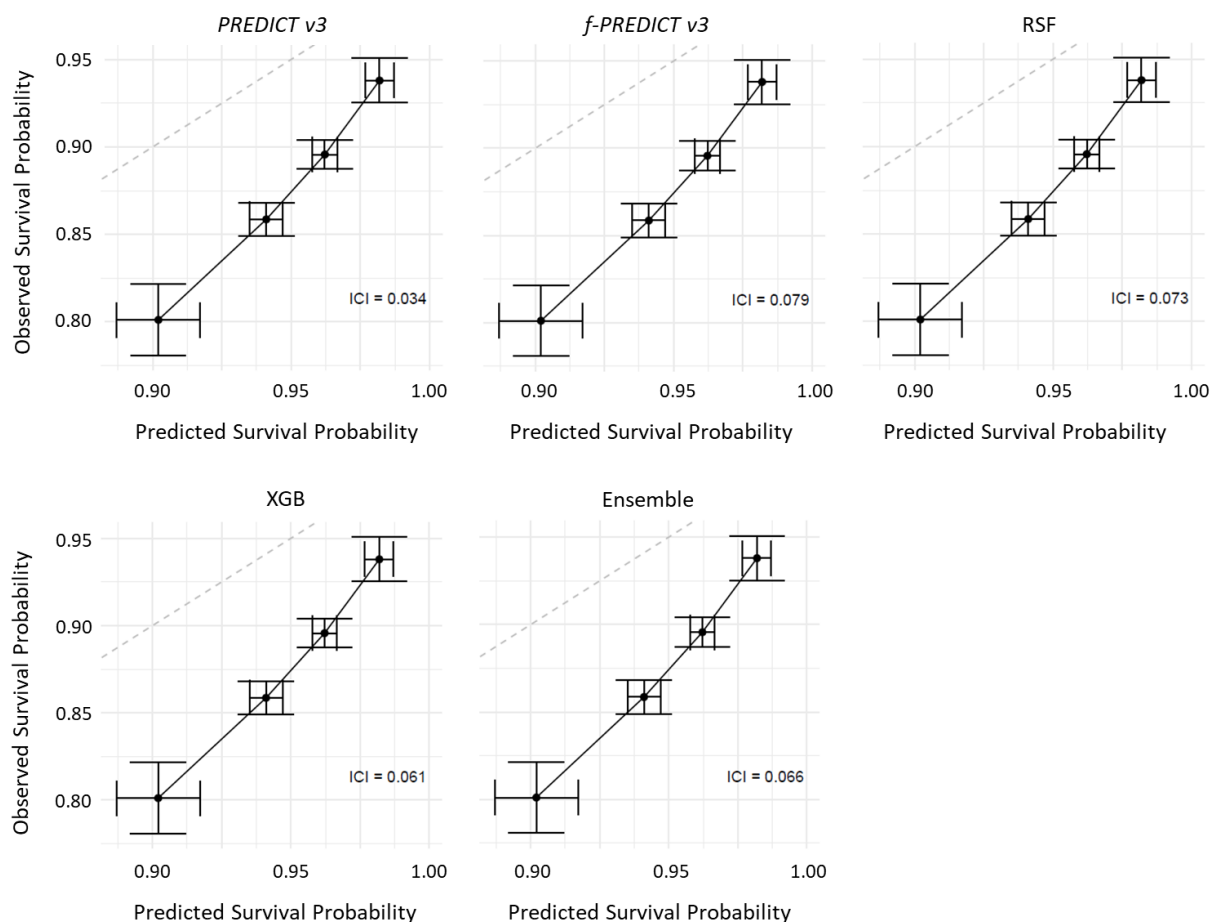 PREDICT v3
f-PREDICT v3
RSF
Observed Survival Probability
0.95
0.90
0.85
0.80
ICI = 0.034
ICI = 0.079
ICI = 0.073
0.90 0.95 1.00
0.90 0.95 1.00
0.90 0.95 1.00
Predicted Survival Probability
Predicted Survival Probability
Predicted Survival Probability
XGB
Ensemble
Observed Survival Probability
0.95
0.90
0.85
0.80
ICI = 0.061
ICI = 0.066
0.90 0.95 1.00
0.90 0.95 1.00
Predicted Survival Probability
Predicted Survival Probability